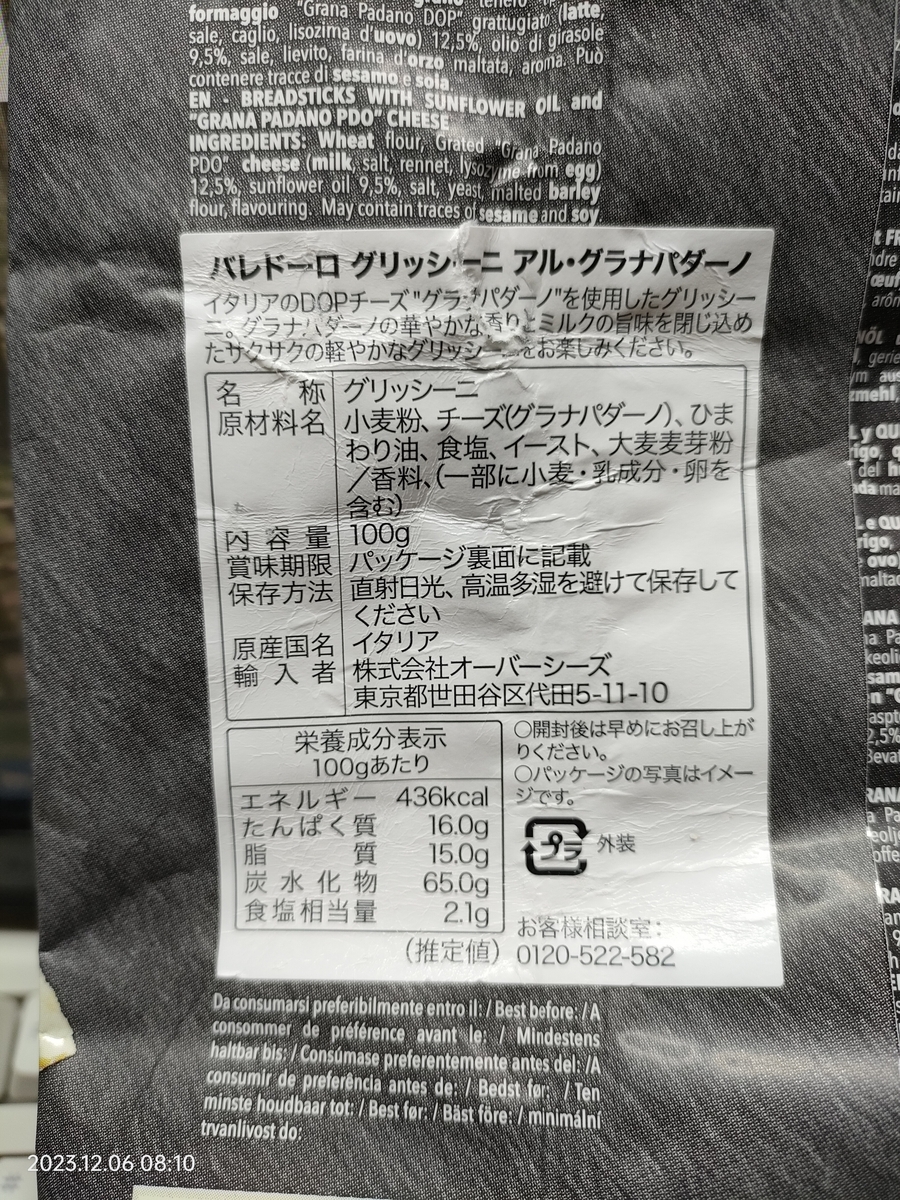 formaggio "Grana Padano DOP" grattugiato (latte,
sale, caglio, lisozima d'uovo) 12,5%, olio di girasole
9,5%, sale, lievito, farina d'orzo maltata, aroma. Può
contenere tracce di sesamo e soia
EN - BREADSTICKS WITH SUNFLOWER OIL and
"GRANA PADANO PDO" CHEESE
INGREDIENTS: Wheat flour, Grated "Grana Padano
PDO" cheese (milk, salt, rennet, lysozyme from egg)
12,5%, sunflower oil 9,5%, salt, yeast, malted barley
flour, flavouring. May contain traces of sesame and soy
バレドーロ グリッシーニ アル・グラナパダーノ
イタリアのDOPチーズ"グラナパダーノ"を使用したグリッシー
ニ。グラナパダーノの華やかな香りとミルクの旨味を閉じ込め
たサクサクの軽やかなグリッシーニをお楽しみください。
名称 グリッシーニ
原材料名 小麦粉、チーズ(グラナパダーノ)、ひま
わり油、食塩、イースト、大麦麦芽粉
/香料、(一部に小麦・乳成分・卵を
含む)
内容量 100g
賞味期限 パッケージ裏面に記載
保存方法 直射日光、高温多湿を避けて保存して
ください
原産国名 イタリア
輸入者 株式会社オーバーシーズ
東京都世田谷区代田5-11-10
栄養成分表示
100gあたり
エネルギー 436kcal
たんぱく質 16.0g
脂質 15.0g
炭水化物 65.0g
食塩相当量 2.1g
(推定値)
○開封後は早めにお召し上が
りください。
○パッケージの写真はイメー
ジです。
プラ 外装
お客様相談室:
0120-522-582
Da consumarsi preferibilmente entro il: / Best before: /A
consommer de préférence avant le: / Mindestens
haltbar bis: / Consúmase preferentemente antes del: /A
consumir de preferência antes de: / Bedst før: / Ten
minste houdbaar tot: / Best før: / Bäst före: / minimální
trvanlivost do:
2023.12.06 08:10